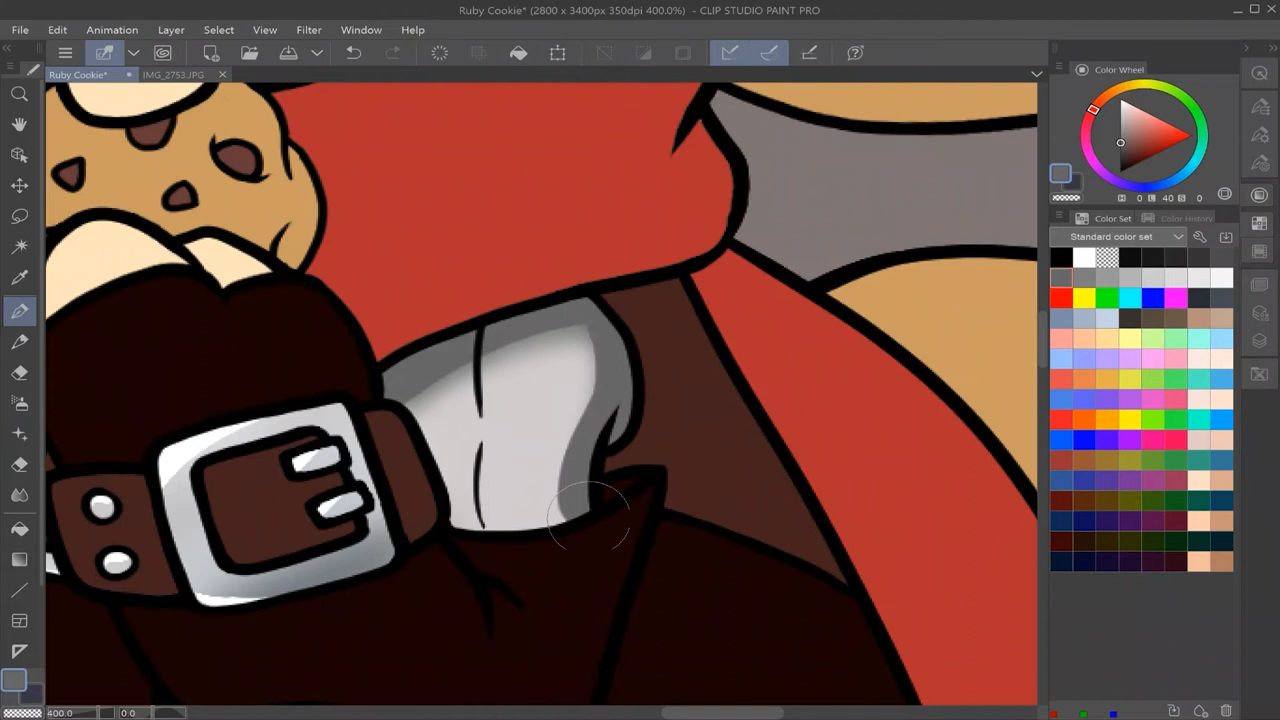 Ruby Cookie* (2800 x 3400px 350dpi 400.0%) - CLIP STUDIO PAINT PRO
File Edit Animation Layer Select View Filter Window Help
Ruby Cookie* IMG_2753.JPG
Color Wheel
H 0 L 40 S 0
Color Set Color History
Standard color set
400.0 0.0